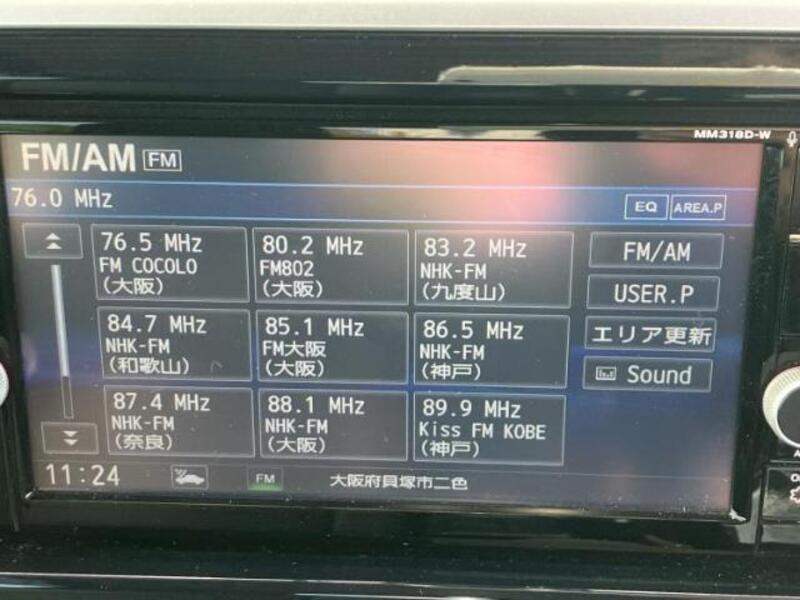 MM318D-W
FM/AM FM
76.0 MHz
EQ AREA.P
76.5 MHz
FM COCOLO
(大阪)
80.2 MHz
FM802
(大阪)
83.2 MHz
NHK-FM
(九度山)
FM/AM
USER.P
84.7 MHz
NHK-FM
(和歌山)
85.1 MHz
FM大阪
(大阪)
86.5 MHz
NHK-FM
(神戸)
エリア更新
Sound
87.4 MHz
NHK-FM
(奈良)
88.1 MHz
NHK-FM
(大阪)
89.9 MHz
Kiss FM KOBE
(神戸)
11:24
FM
大阪府貝塚市二色